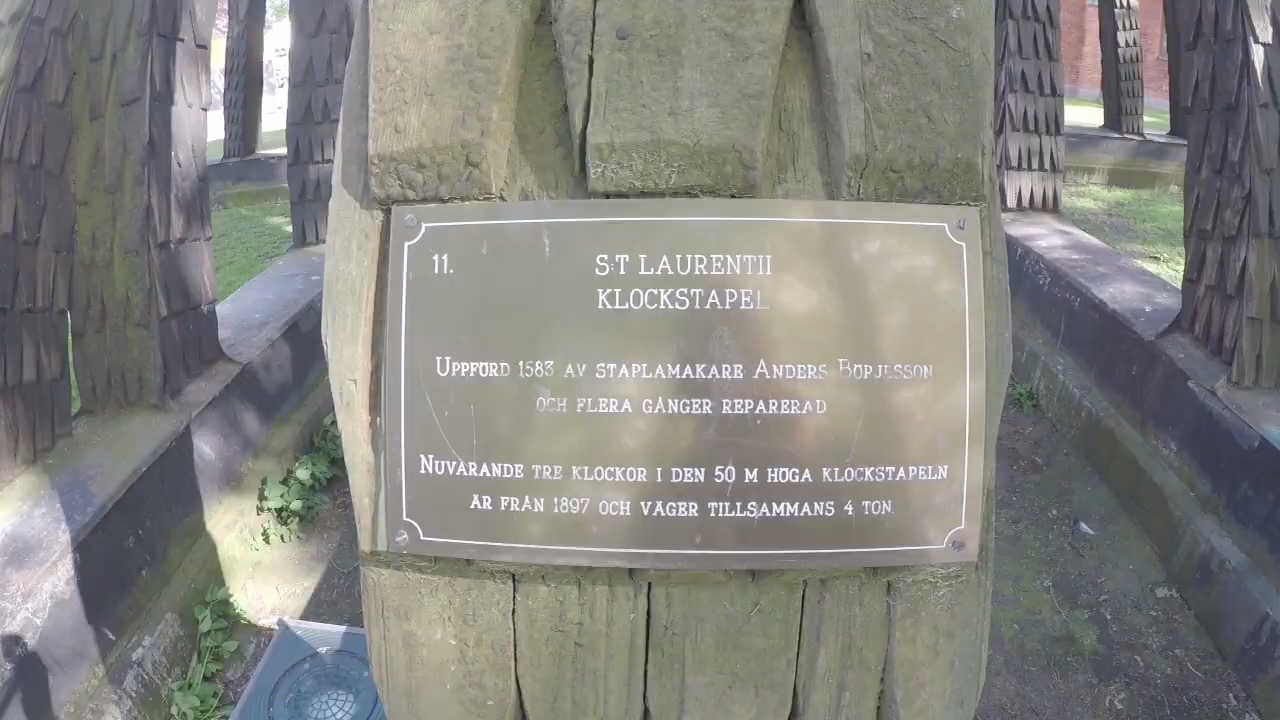 11.
S:T LAURENTII
KLOCKSTAPEL
UPPFÖRD 1583 AV STAPLAMAKARE ANDERS BÖRJESSON
OCH FLERA GÅNGER REPARERAD
NUVARANDE TRE KLOCKOR I DEN 50 M HÖGA KLOCKSTAPELN
ÄR FRÅN 1897 OCH VÄGER TILLSAMMANS 4 TON